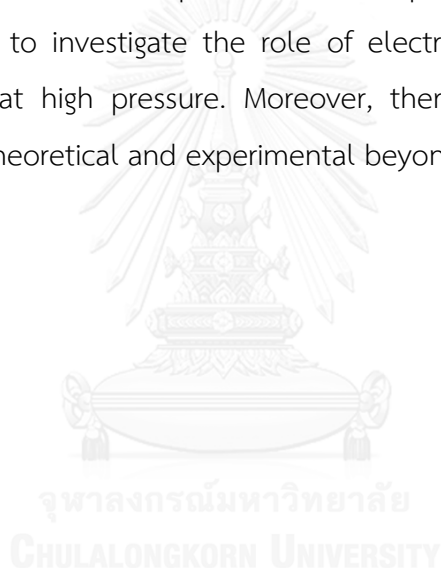 to investigate the role of electr
at high pressure. Moreover, ther
neoretical and experimental beyon
จุฬาลงกรณ์มหาวิทยาลัย
CHULALONGKORN UNIVERSITY